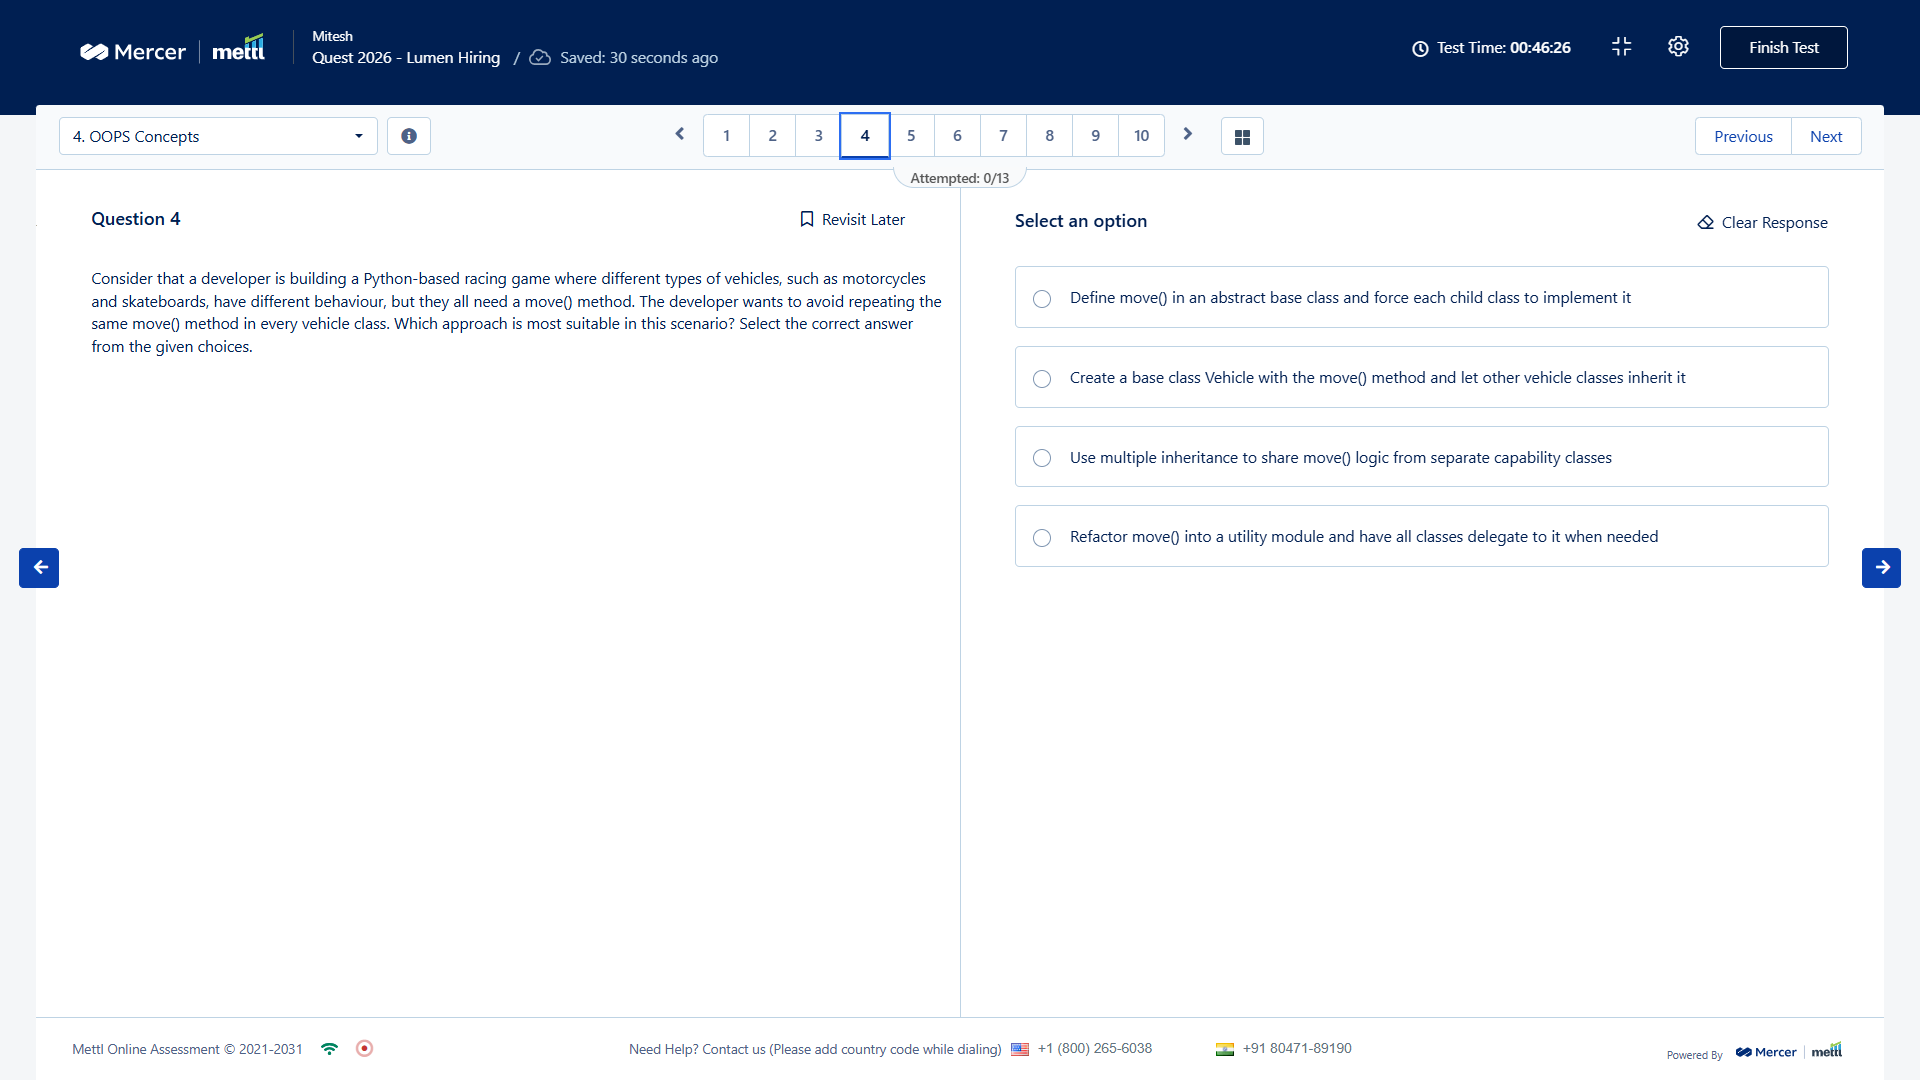 Mercer | mettl
Mitesh
Quest 2026 - Lumen Hiring / Saved: 30 seconds ago
Test Time: 00:46:26
Finish Test
4. OOPS Concepts
1 2 3 4 5 6 7 8 9 10
Previous Next
Attempted: 0/13
Question 4
Revisit Later
Consider that a developer is building a Python-based racing game where different types of vehicles, such as motorcycles
and skateboards, have different behaviour, but they all need a move() method. The developer wants to avoid repeating the
same move() method in every vehicle class. Which approach is most suitable in this scenario? Select the correct answer
from the given choices.
Select an option
Clear Response
Define move() in an abstract base class and force each child class to implement it
Create a base class Vehicle with the move() method and let other vehicle classes inherit it
Use multiple inheritance to share move() logic from separate capability classes
Refactor move() into a utility module and have all classes delegate to it when needed
Mettl Online Assessment © 2021-2031
Need Help? Contact us (Please add country code while dialing) +1 (800) 265-6038 +91 80471-89190
Powered By Mercer | mettl